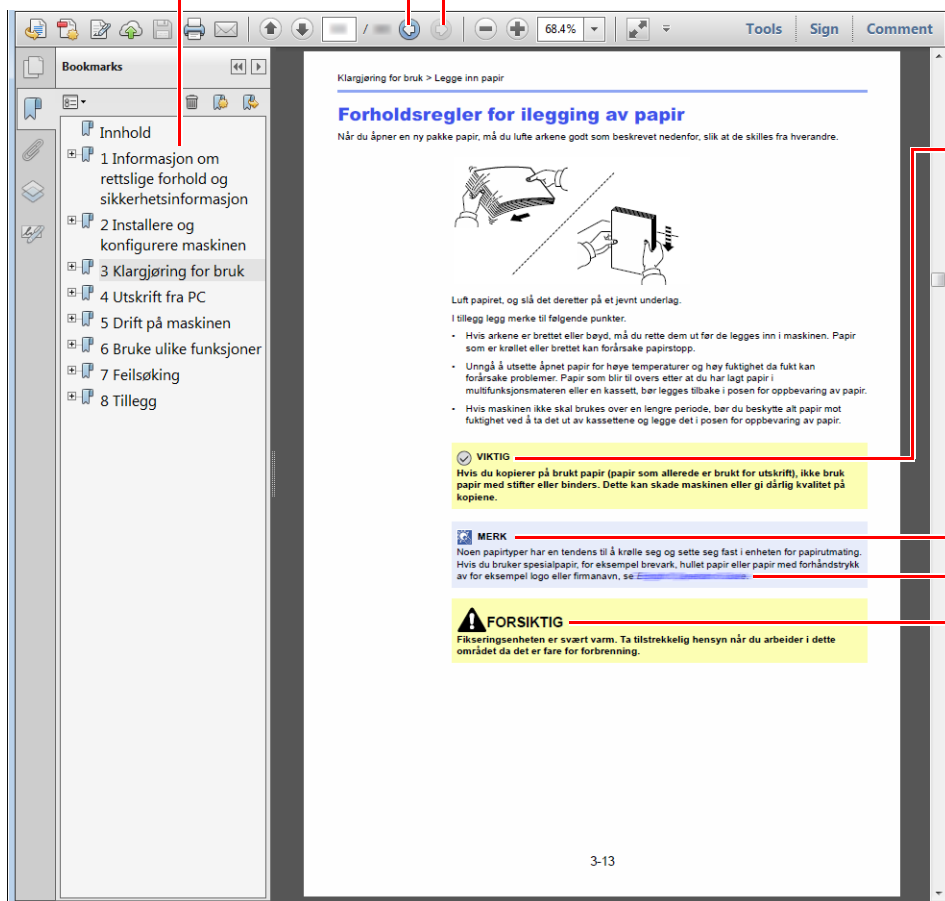 /
68.4%
Tools
Sign
Comment
Bookmarks
Innhold
1 Informasjon om
rettslige forhold og
sikkerhetsinformasjon
2 Installere og
konfigurere maskinen
3 Klargjøring for bruk
4 Utskrift fra PC
5 Drift på maskinen
6 Bruke ulike funksjoner
7 Feilsøking
8 Tillegg
Klargjøring for bruk > Legge inn papir
Forholdsregler for ilegging av papir
Når du åpner en ny pakke papir, må du lufte arkene godt som beskrevet nedenfor, slik at de skilles fra hverandre.
Luft papiret, og slå det deretter på et jevnt underlag.
I tillegg legg merke til følgende punkter.
• Hvis arkene er brettet eller bøyd, må du rette dem ut før de legges inn i maskinen. Papir
som er krøllet eller brettet kan forårsake papirstopp.
• Unngå å utsette åpnet papir for høye temperaturer og høy fuktighet da fukt kan
forårsake problemer. Papir som blir til overs etter at du har lagt papir i
multifunksjonsmateren eller en kassett, bør legges tilbake i posen for oppbevaring av papir.
• Hvis maskinen ikke skal brukes over en lengre periode, bør du beskytte alt papir mot
fuktighet ved å ta det ut av kassettene og legge det i posen for oppbevaring av papir.
VIKTIG
Hvis du kopierer på brukt papir (papir som allerede er brukt for utskrift), ikke bruk
papir med stifter eller binders. Dette kan skade maskinen eller gi dårlig kvalitet på
kopiene.
MERK
Noen papirtyper har en tendens til å krølle seg og sette seg fast i enheten for papirutmating.
Hvis du bruker spesialpapir, for eksempel brevark, hullet papir eller papir med forhåndstrykk
av for eksempel logo eller firmanavn, se
FORSIKTIG
Fikseringsenheten er svært varm. Ta tilstrekkelig hensyn når du arbeider i dette
området da det er fare for forbrenning.
3-13